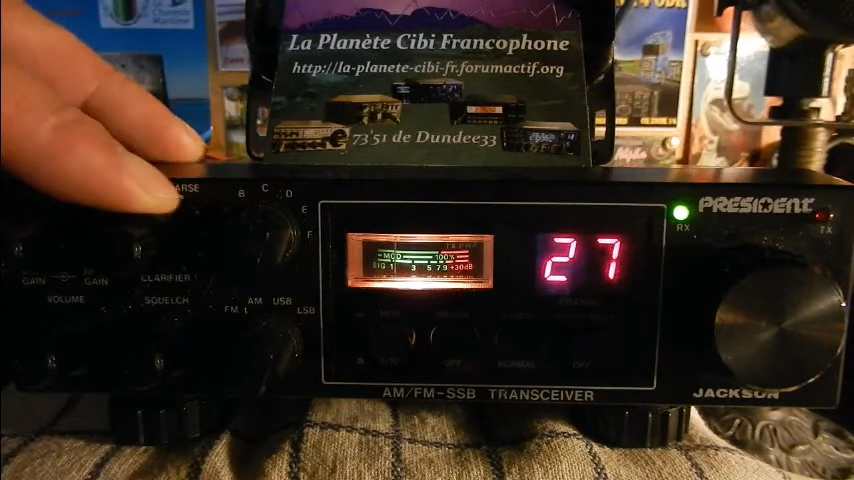 La Planète Cibi Francophone
http://la-planete-cibi-fr.forumactif.org
73'51 de Dundee33
B C D E F
PRESIDENT
RX TX
MOD 100%
SIG 1 3 5 7 9 +30dB
27
GAIN GAIN CLARIFIER
VOLUME SQUELCH
FM AM USB LSB
OFF NORMAL OFF
AM/FM-SSB TRANSCEIVER
JACKSON